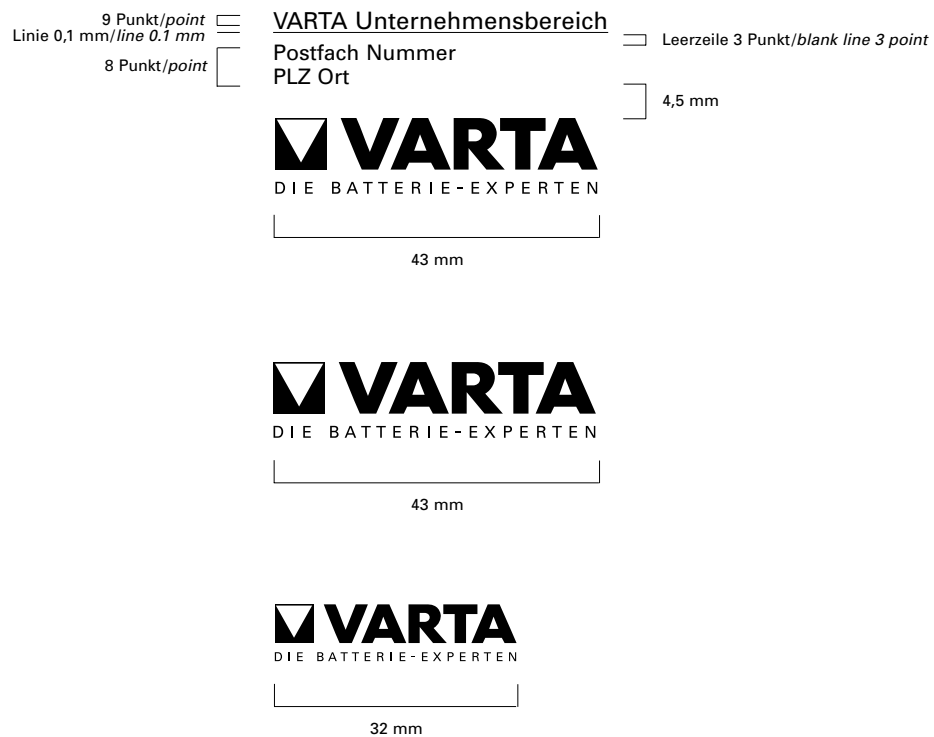 9 Punkt/point
VARTA Unternehmensbereich
Linie 0,1 mm/line 0.1 mm
Leerzeile 3 Punkt/blank line 3 point
Postfach Nummer
8 Punkt/point
PLZ Ort
4,5 mm
VARTA
DIE BATTERIE-EXPERTEN
43 mm
VARTA
DIE BATTERIE-EXPERTEN
43 mm
VARTA
DIE BATTERIE-EXPERTEN
32 mm